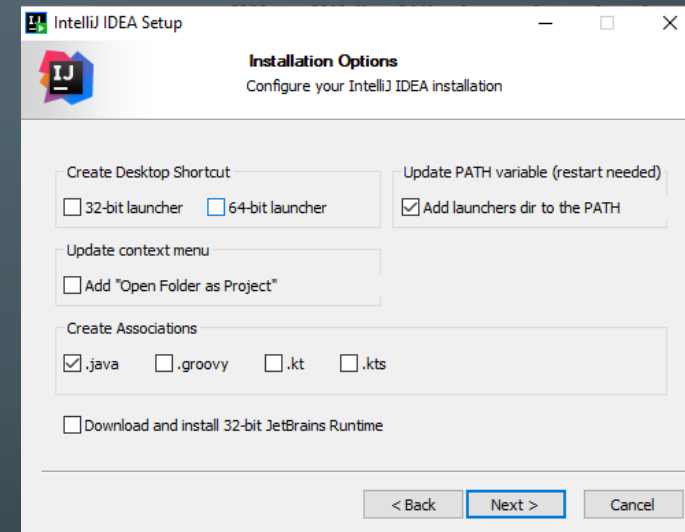 IntelliJ IDEA Setup
IJ
Installation Options
Configure your IntelliJ IDEA installation
Create Desktop Shortcut
32-bit launcher 64-bit launcher
Update PATH variable (restart needed)
Add launchers dir to the PATH
Update context menu
Add "Open Folder as Project"
Create Associations
.java .groovy .kt .kts
Download and install 32-bit JetBrains Runtime
< Back Next > Cancel